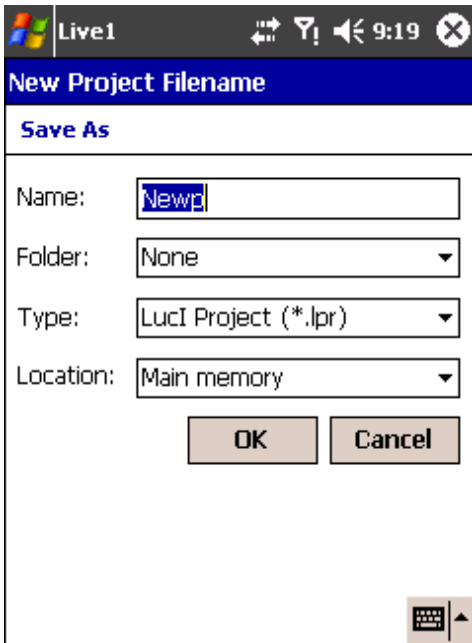 Live1 9:19
New Project Filename
Save As
Name: Newp
Folder: None
Type: LucI Project (*.lpr)
Location: Main memory
OK Cancel